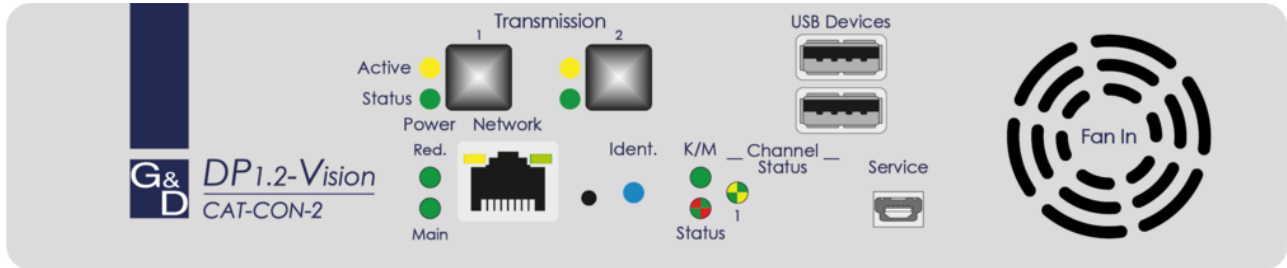 Transmission
1
2
USB Devices
Active
Status
Power Network
Red.
Ident.
K/M
Channel
Status
Service
Fan In
G&D
DP1.2-Vision
CAT-CON-2
Main
Status
1